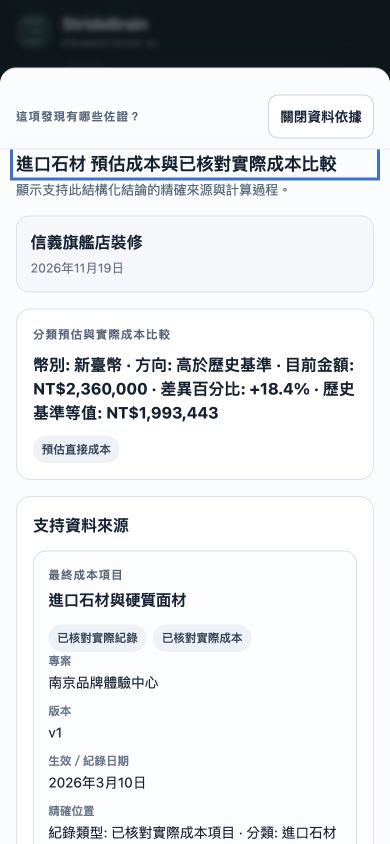 StrideBrain
這項發現有哪些佐證？
關閉資料依據
進口石材 預估成本與已核對實際成本比較
顯示支持此結構化結論的精確來源與計算過程。
信義旗艦店裝修
2026年11月19日
分類預估與實際成本比較
幣別: 新臺幣 · 方向: 高於歷史基準 · 目前金額:
NT$2,360,000 · 差異百分比: +18.4% · 歷史
基準等值: NT$1,993,443
預估直接成本
支持資料來源
最終成本項目
進口石材與硬質面材
已核對實際紀錄 已核對實際成本
專案
南京品牌體驗中心
版本
v1
生效 / 紀錄日期
2026年3月10日
精確位置
紀錄類型: 已核對實際成本項目 · 分類: 進口石材